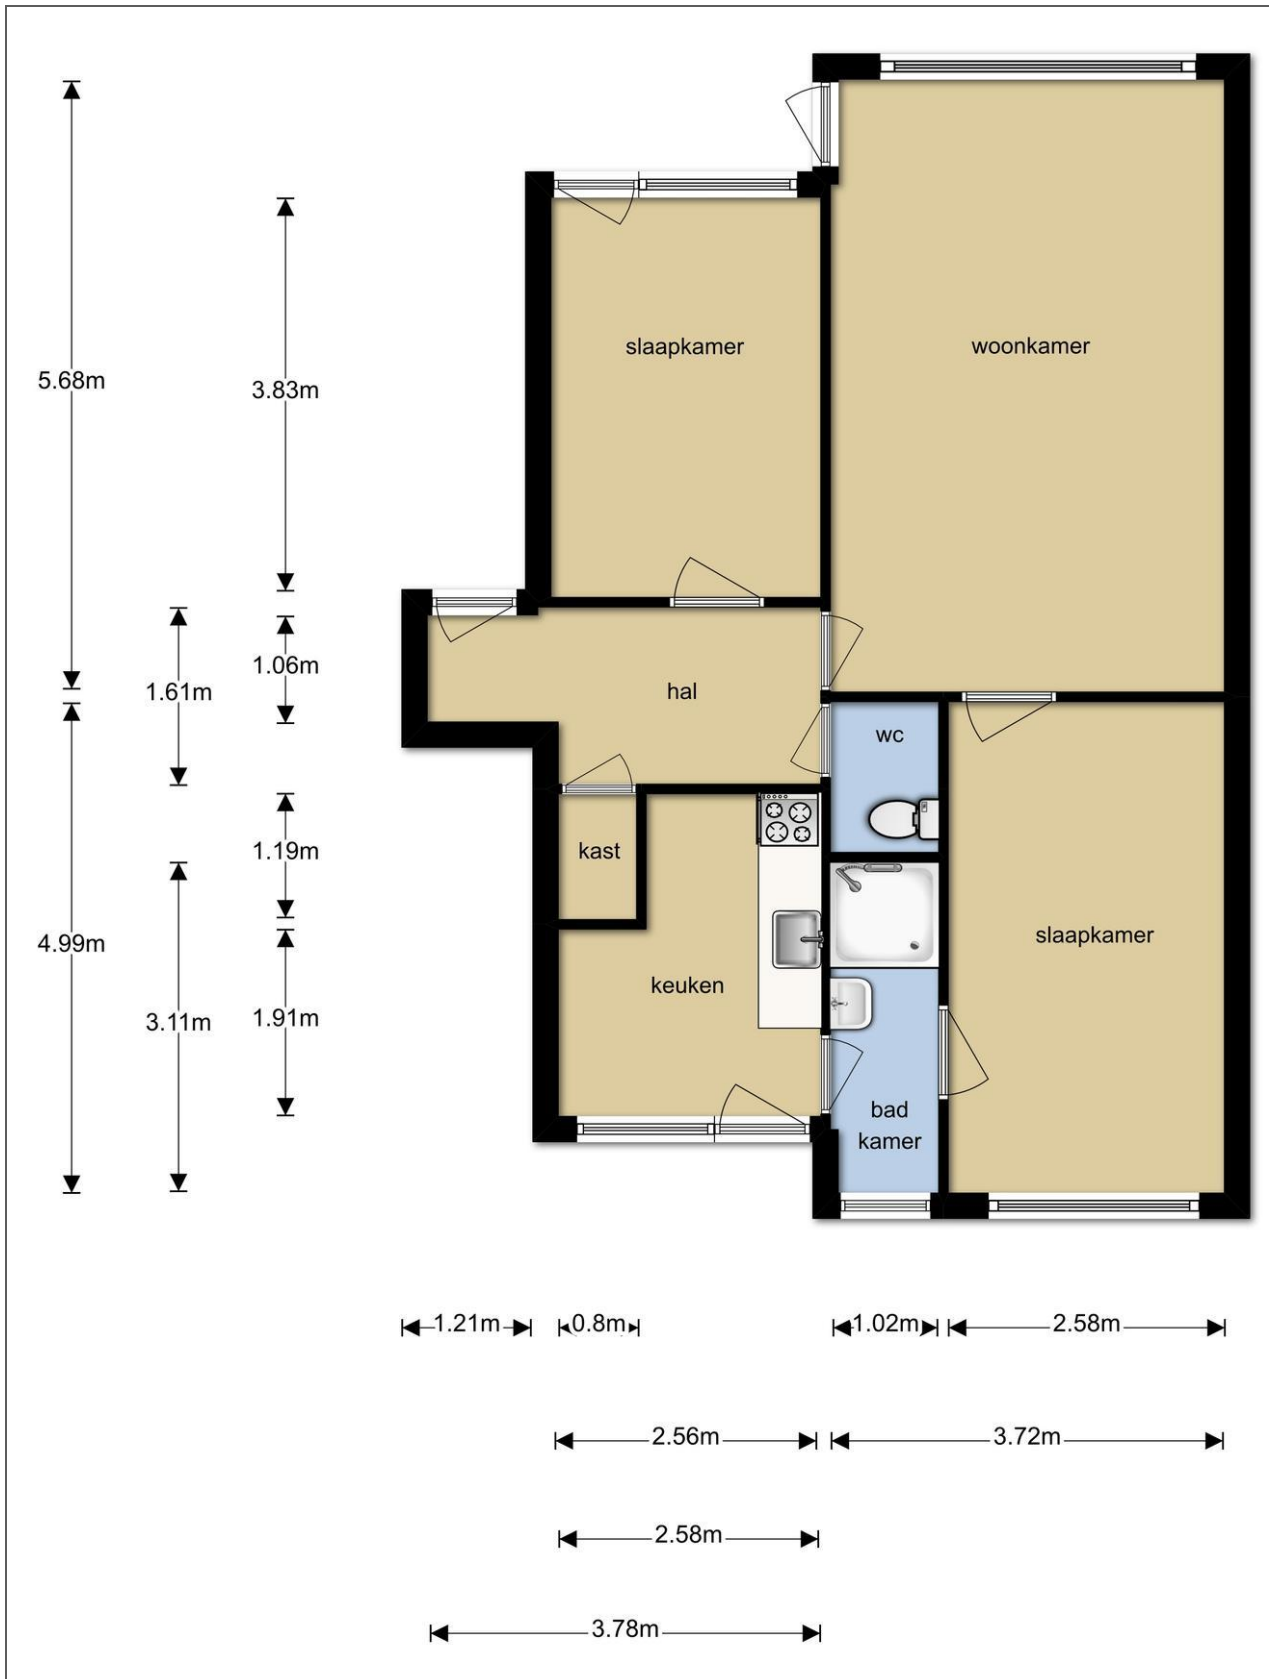 slaapkamer
woonkamer
5.68m
3.83m
1.06m
1.61m
hal
wc
kast
1.19m
4.99m
slaapkamer
keuken
3.11m
1.91m
bad
kamer
1.21m
0.8m
1.02m
2.58m
2.56m
3.72m
2.58m
3.78m